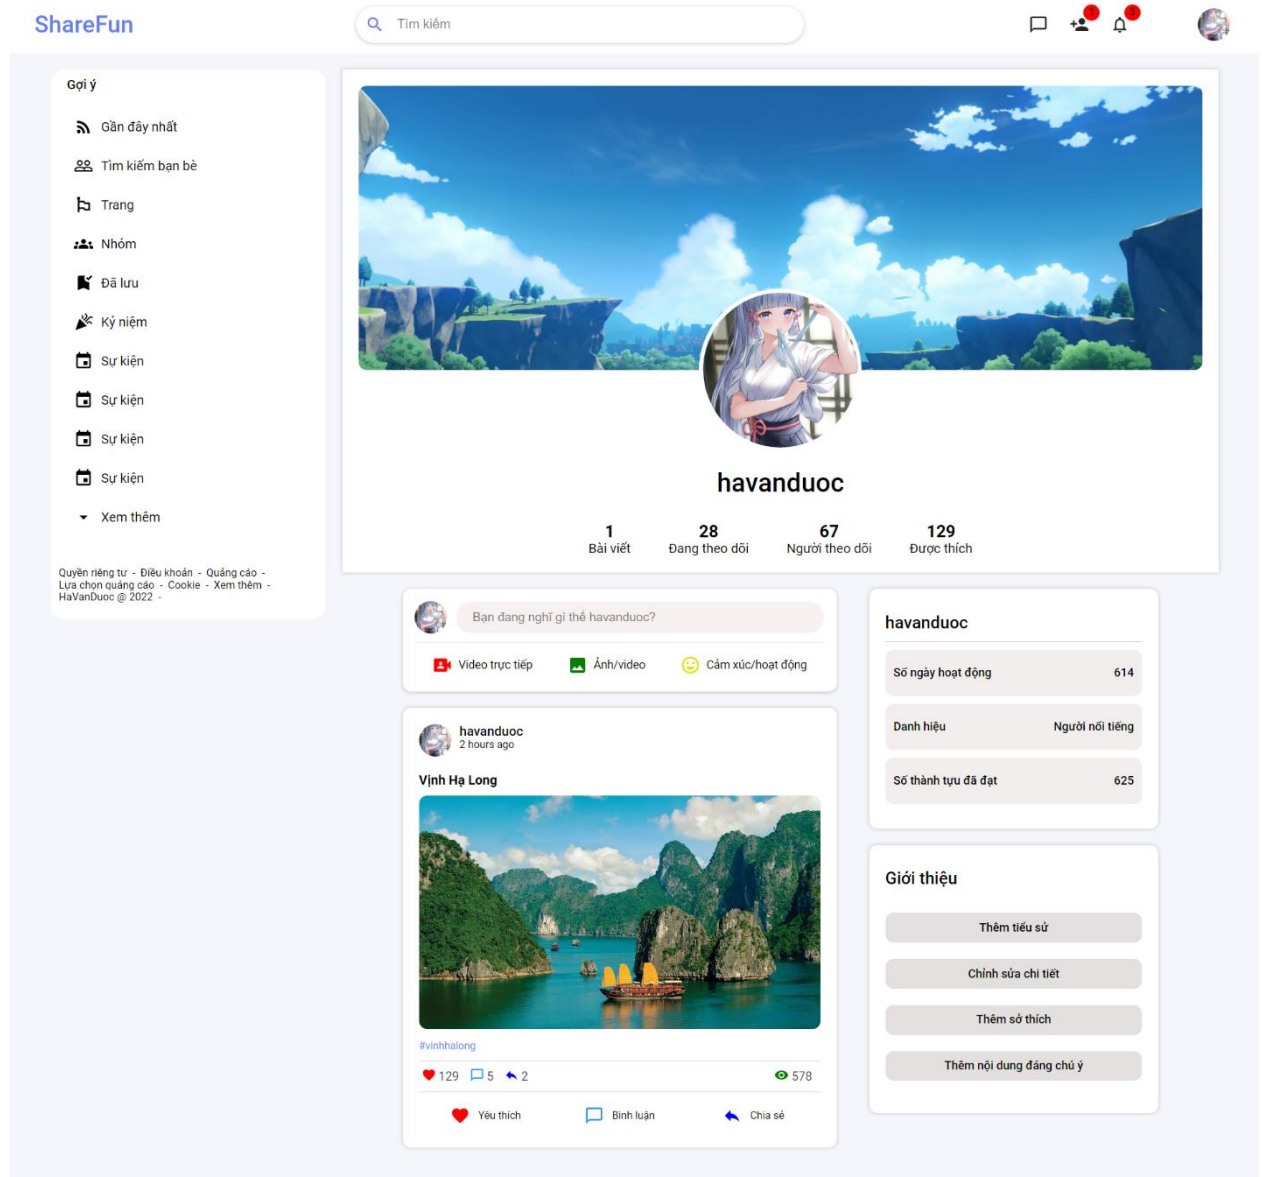 ShareFun
Tìm kiếm
1
3
Gợi ý
Gần đây nhất
Tìm kiếm bạn bè
Trang
Nhóm
Đã lưu
Kỷ niệm
Sự kiện
Sự kiện
Sự kiện
Sự kiện
Xem thêm
Quyền riêng tư - Điều khoản - Quảng cáo -
Lựa chọn quảng cáo - Cookie - Xem thêm -
HaVanDuoc @ 2022 -
havanduoc
1 28 67 129
Bài viết Đang theo dõi Người theo dõi Được thích
Bạn đang nghĩ gì thế havanduoc?
Video trực tiếp Ảnh/video Cảm xúc/hoạt động
havanduoc
2 hours ago
Vịnh Hạ Long
#vinhhalong
129 5 2 578
Yêu thích Bình luận Chia sẻ
havanduoc
Số ngày hoạt động 614
Danh hiệu Người nổi tiếng
Số thành tựu đã đạt 625
Giới thiệu
Thêm tiểu sử
Chỉnh sửa chi tiết
Thêm sở thích
Thêm nội dung đáng chú ý